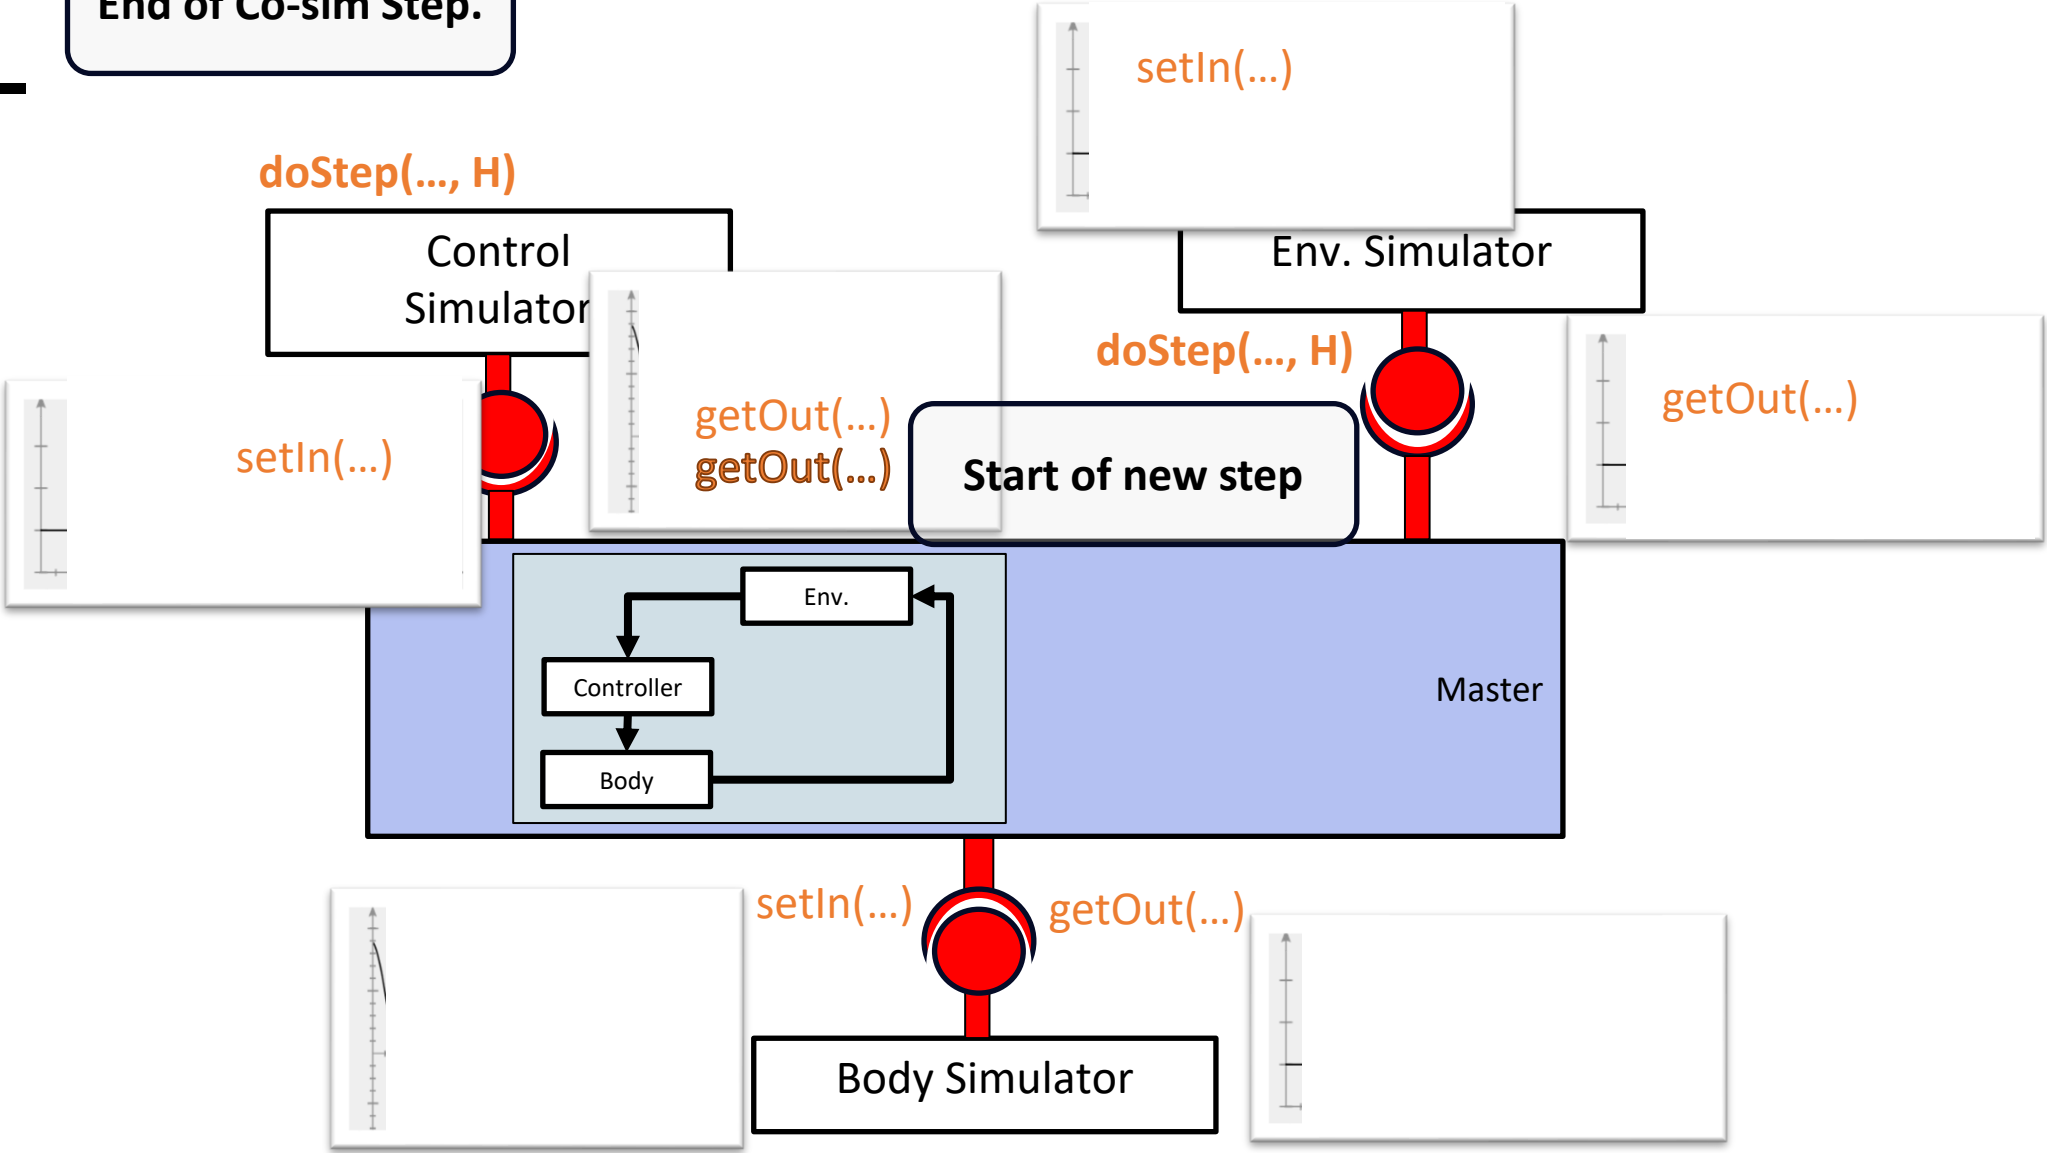 End of Co-sim Step.
setIn(...)
doStep(..., H)
Control
Simulator
Env. Simulator
doStep(..., H)
getOut(...)
getOut(...)
getOut(...)
setIn(...)
Start of new step
Env.
Controller
Master
Body
setIn(...)
getOut(...)
Body Simulator